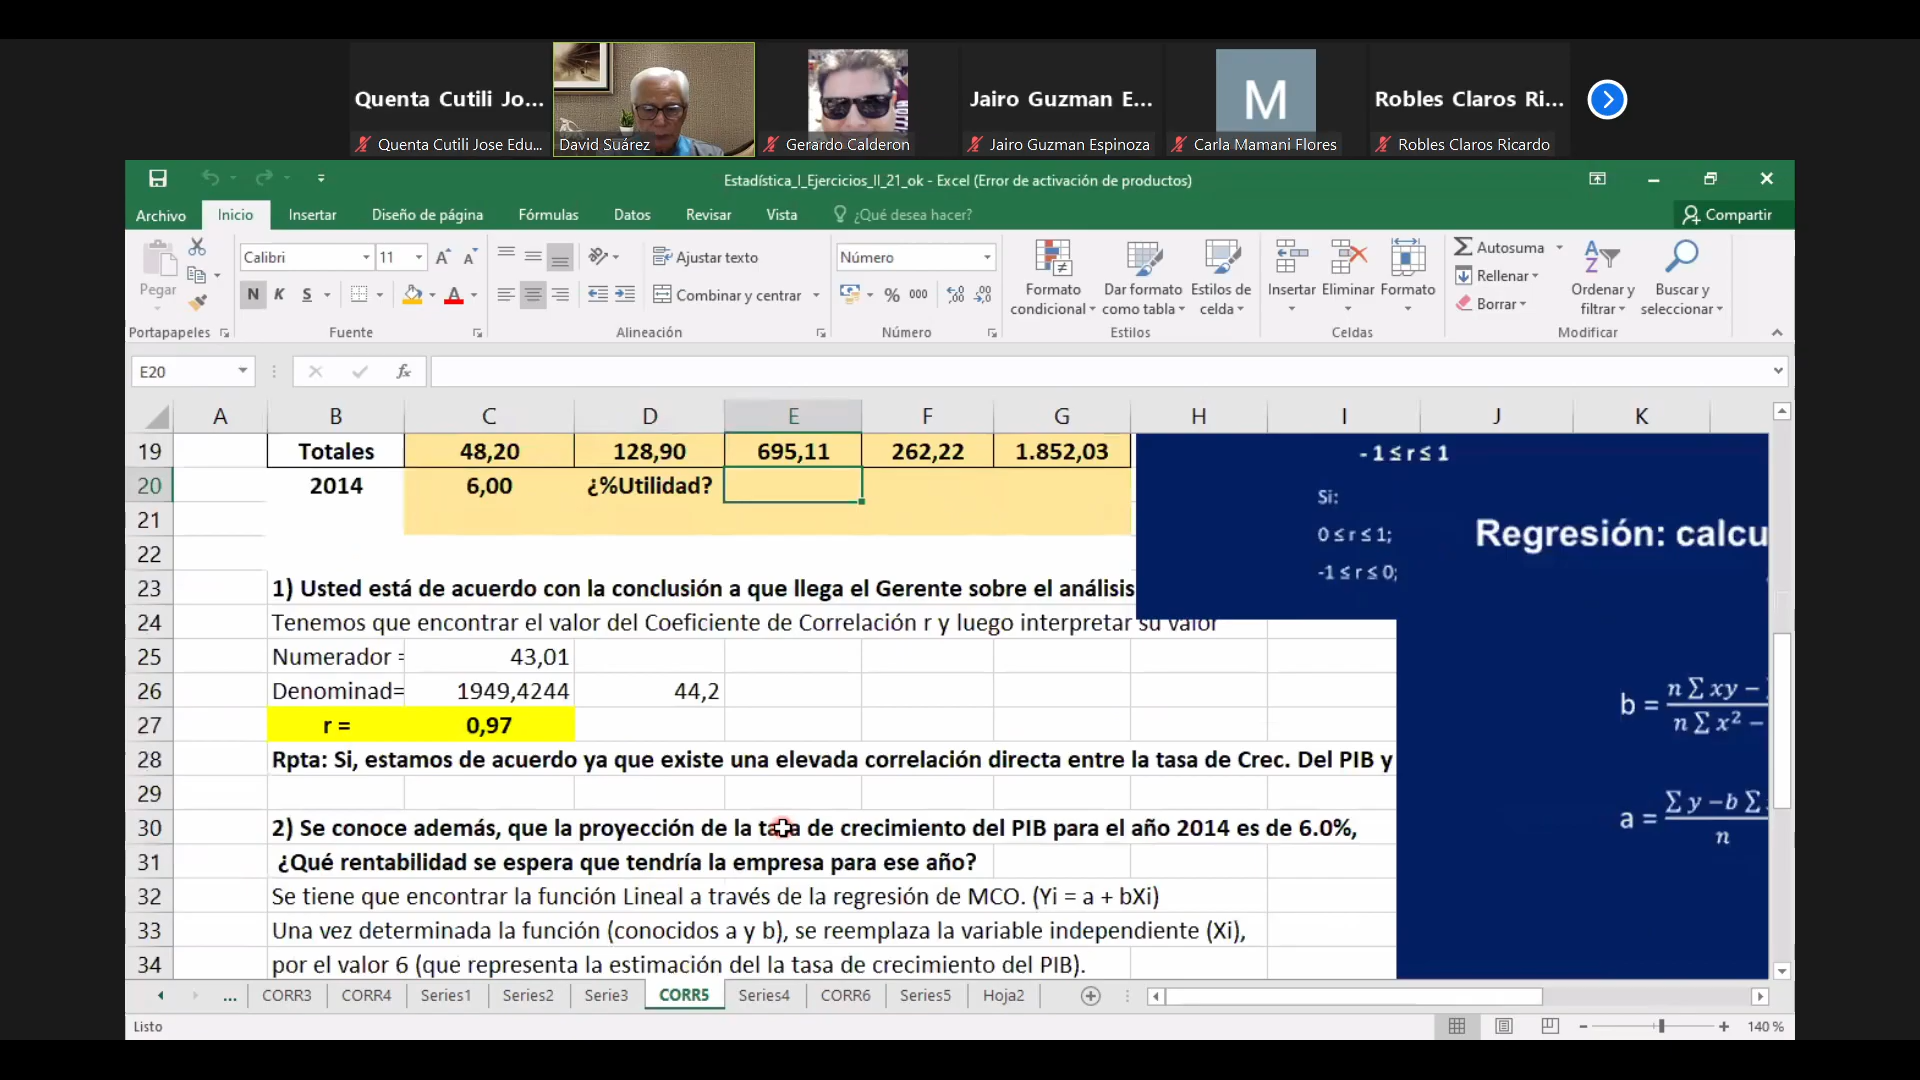 Quenta Cutili Jo...
Jairo Guzman E...
M
Robles Claros Ri...
Quenta Cutili Jose Edu...
David Suárez
Gerardo Calderon
Jairo Guzman Espinoza
Carla Mamani Flores
Robles Claros Ricardo
Estadística_I_Ejercicios_II_21_ok - Excel (Error de activación de productos)
Archivo Inicio Insertar Diseño de página Fórmulas Datos Revisar Vista ¿Qué desea hacer? Compartir
Pegar
Calibri 11
N K S
Ajustar texto
Combinar y centrar
Número
% 000
Formato condicional
Dar formato como tabla
Estilos de celda
Insertar Eliminar Formato
Autosuma
Rellenar
Borrar
Ordenar y filtrar
Buscar y seleccionar
Portapapeles Fuente Alineación Número Estilos Celdas Modificar
E20 fx
A B C D E F G H I J K
19 Totales 48,20 128,90 695,11 262,22 1.852,03
20 2014 6,00 ¿%Utilidad?
21
22
23 1) Usted está de acuerdo con la conclusión a que llega el Gerente sobre el análisis
24 Tenemos que encontrar el valor del Coeficiente de Correlación r y luego interpretar su valor
25 Numerador = 43,01
26 Denominad= 1949,4244 44,2
27 r = 0,97
28 Rpta: Si, estamos de acuerdo ya que existe una elevada correlación directa entre la tasa de Crec. Del PIB y
29
30 2) Se conoce además, que la proyección de la tasa de crecimiento del PIB para el año 2014 es de 6.0%,
31 ¿Qué rentabilidad se espera que tendría la empresa para ese año?
32 Se tiene que encontrar la función Lineal a través de la regresión de MCO. (Yi = a + bXi)
33 Una vez determinada la función (conocidos a y b), se reemplaza la variable independiente (Xi),
34 por el valor 6 (que representa la estimación del la tasa de crecimiento del PIB).
- 1 ≤ r ≤ 1
Si:
0 ≤ r ≤ 1;
-1 ≤ r ≤ 0;
Regresión: calcu
b = n ∑ xy −
n ∑ x² −
a = ∑ y − b ∑
n
... CORR3 CORR4 Series1 Series2 Serie3 CORR5 Series4 CORR6 Series5 Hoja2
Listo
140 %